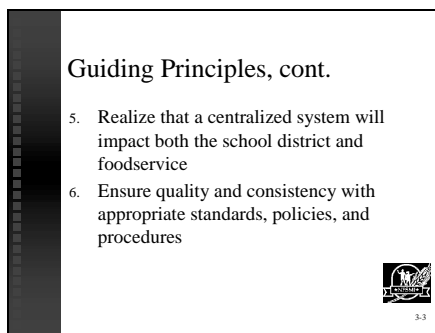 Guiding Principles, cont.
5. Realize that a centralized system will
impact both the school district and
foodservice
6. Ensure quality and consistency with
appropriate standards, policies, and
procedures
NFSMI
3-3